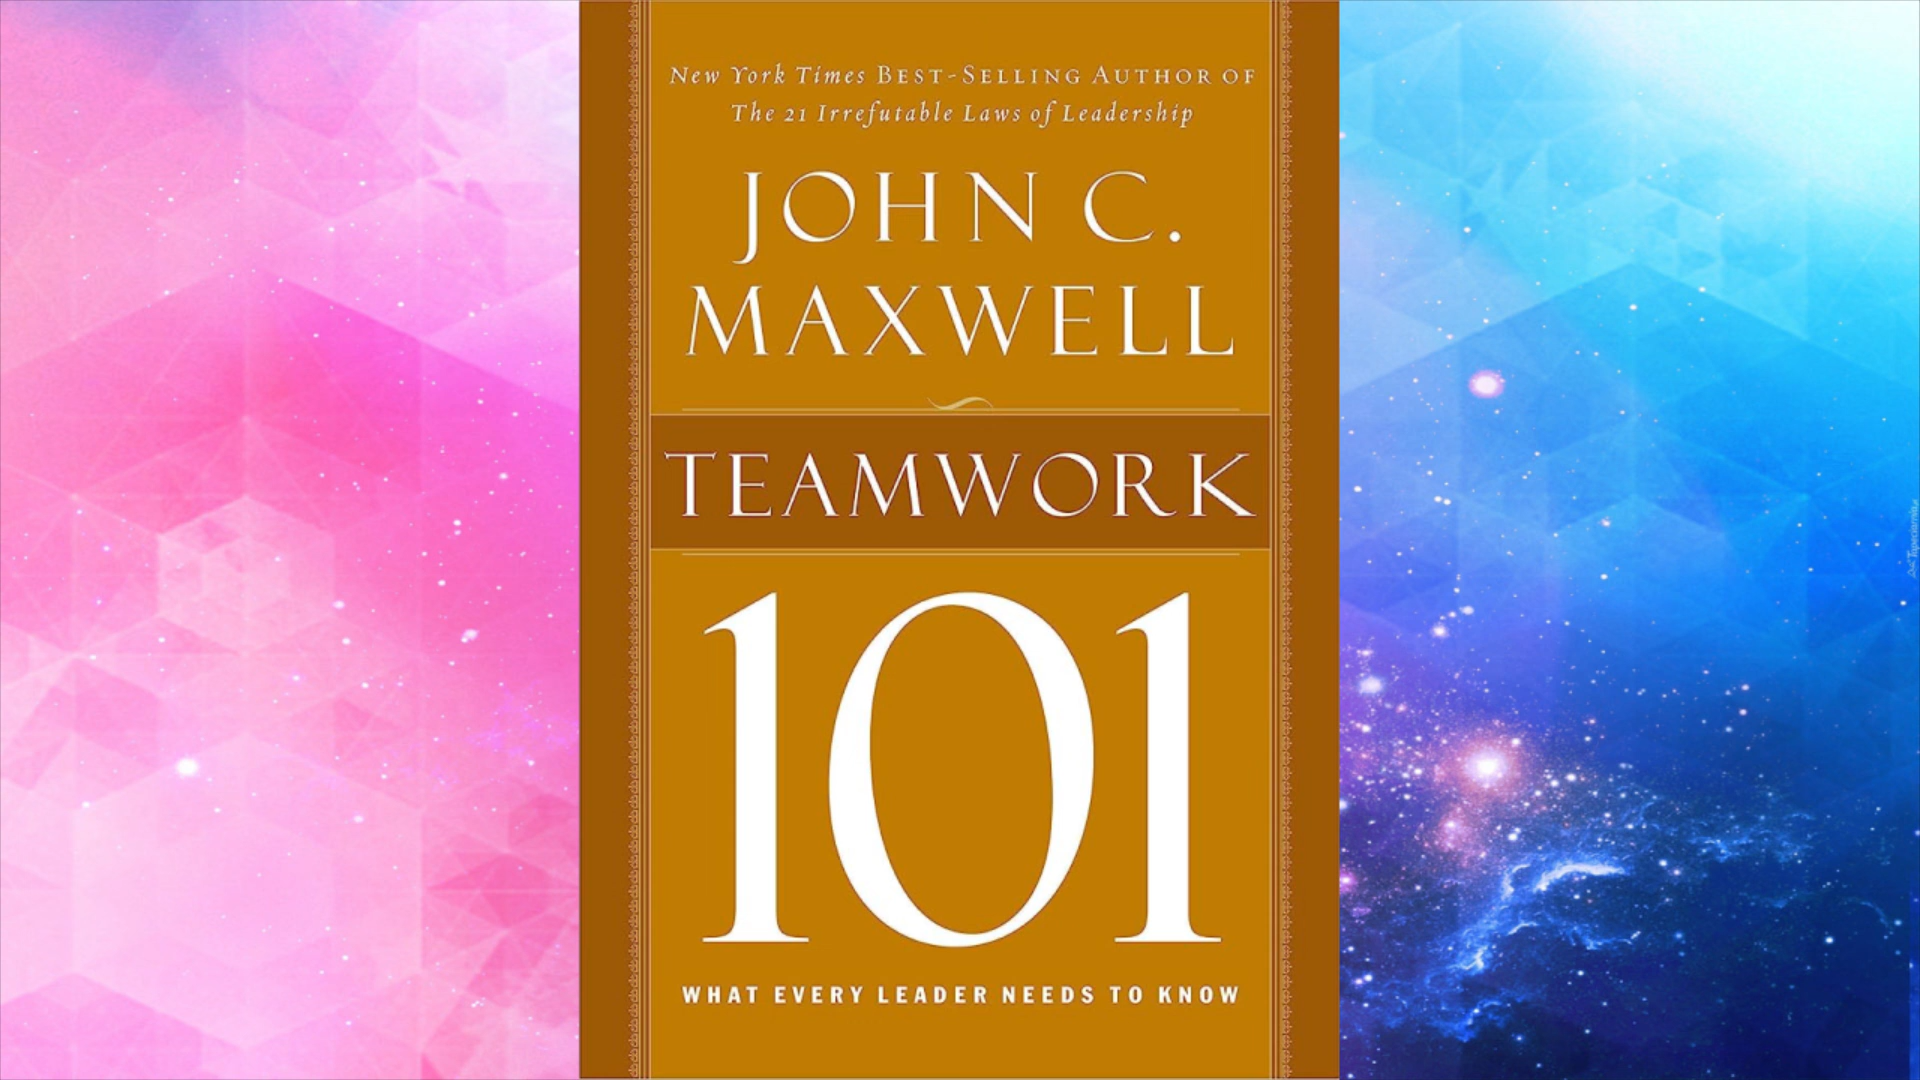 New York Times BEST-SELLING AUTHOR OF
The 21 Irrefutable Laws of Leadership
JOHN C.
MAXWELL
TEAMWORK
101
WHAT EVERY LEADER NEEDS TO KNOW